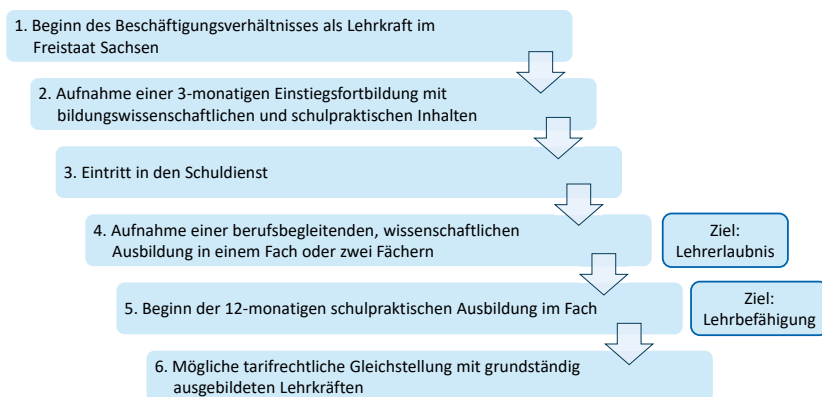 1. Beginn des Beschäftigungsverhältnisses als Lehrkraft im
Freistaat Sachsen
2. Aufnahme einer 3-monatigen Einstiegsfortbildung mit
bildungswissenschaftlichen und schulpraktischen Inhalten
3. Eintritt in den Schuldienst
4. Aufnahme einer berufsbegleitenden, wissenschaftlichen
Ausbildung in einem Fach oder zwei Fächern
Ziel:
Lehrerlaubnis
5. Beginn der 12-monatigen schulpraktischen Ausbildung im Fach
Ziel:
Lehrbefähigung
6. Mögliche tarifrechtliche Gleichstellung mit grundständig
ausgebildeten Lehrkräften